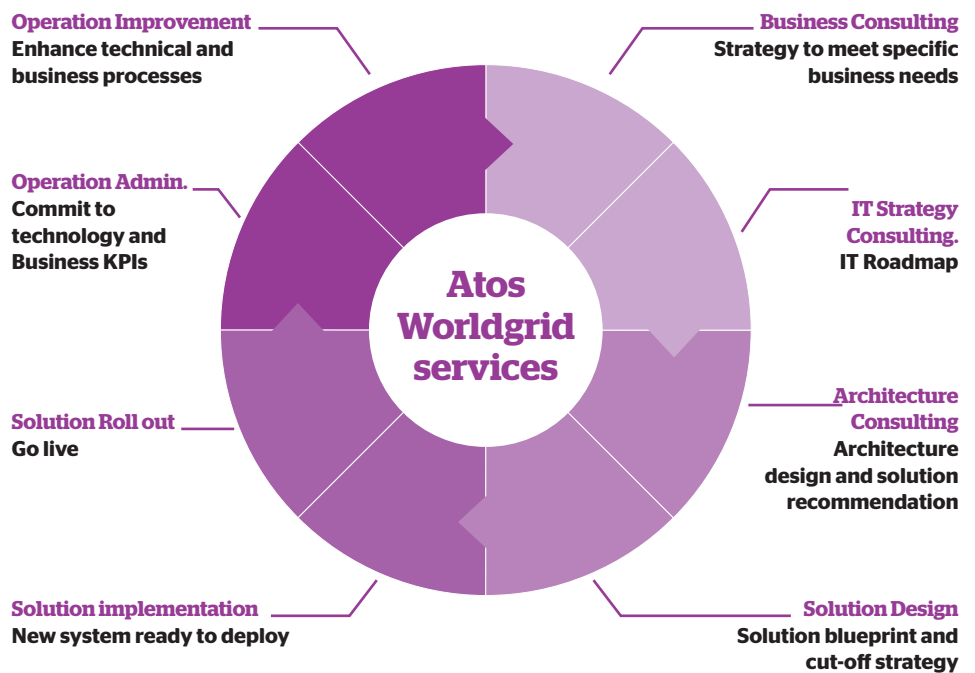 Operation Improvement
Enhance technical and
business processes
Business Consulting
Strategy to meet specific
business needs
Operation Admin.
Commit to
technology and
Business KPIs
IT Strategy
Consulting.
IT Roadmap
Atos
Worldgrid
services
Solution Roll out
Go live
Architecture
Consulting
Architecture
design and solution
recommendation
Solution implementation
New system ready to deploy
Solution Design
Solution blueprint and
cut-off strategy